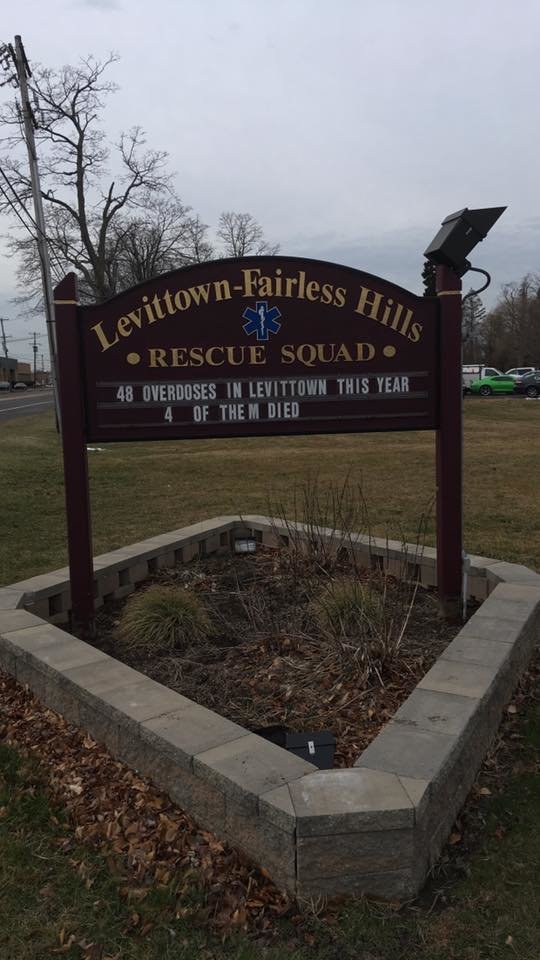 Levittown-Fairless Hills
• RESCUE SQUAD •
48 OVERDOSES IN LEVITTOWN THIS YEAR
4 OF THEM DIED